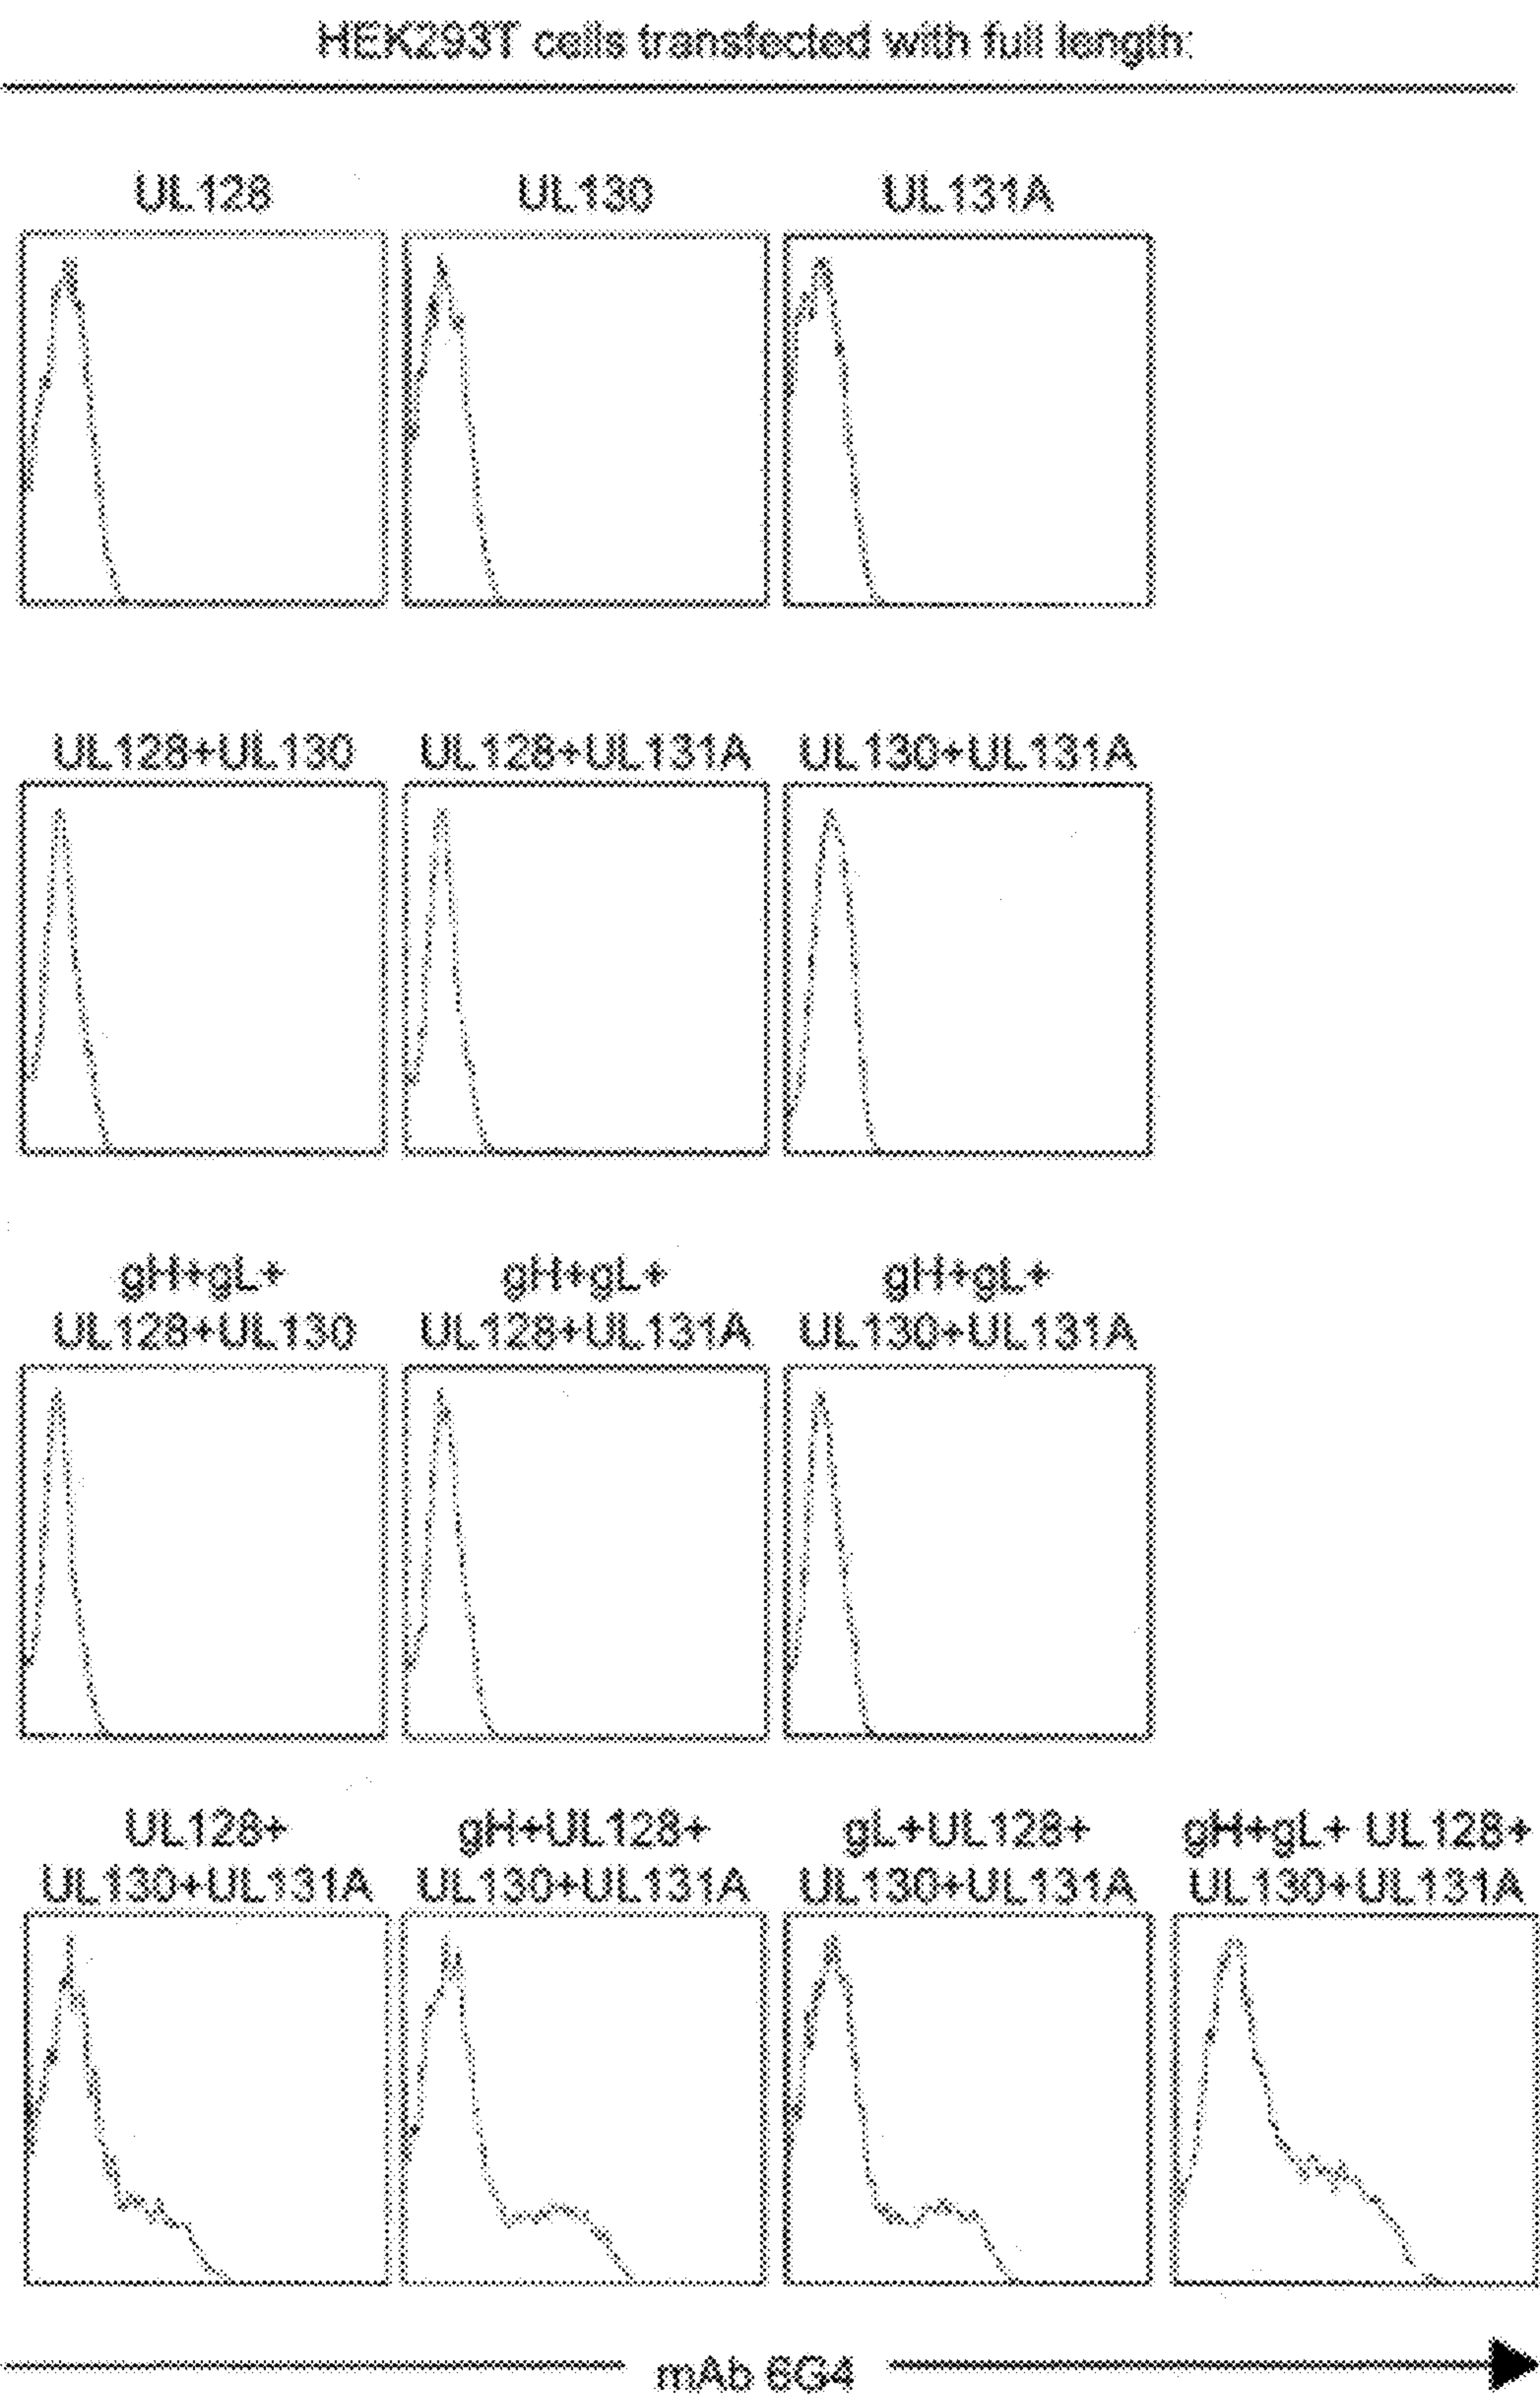 HEK293T cells transfected with full length:
UL128 UL130 UL131A
UL128+UL130 UL128+UL131A UL130+UL131A
gH+gL+ gH+gL+ gH+gL+
UL128+UL130 UL128+UL131A UL130+UL131A
UL128+ gH+UL128+ gL+UL128+ gH+gL+ UL128+
UL130+UL131A UL130+UL131A UL130+UL131A UL130+UL131A
mAb 6G4